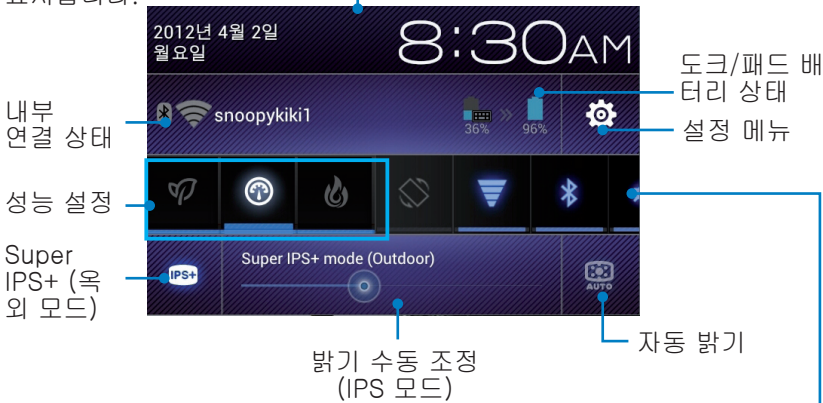 표시됩니다.
2012년 4월 2일
월요일
8:30AM
도크/패드 배
터리 상태
내부
연결 상태
snoopykiki1
36%
96%
설정 메뉴
성능 설정
Super
IPS+ (옥
외 모드)
IPS+
Super IPS+ mode (Outdoor)
AUTO
자동 밝기
밝기 수동 조정
(IPS 모드)